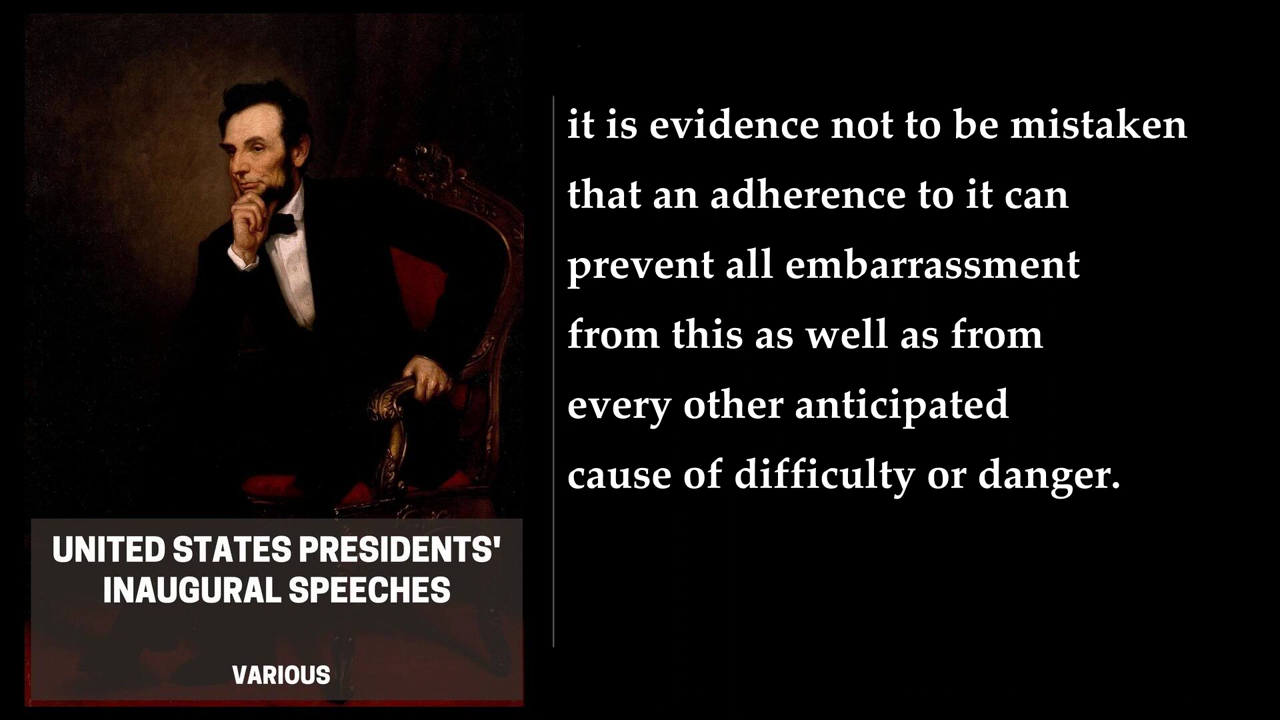 it is evidence not to be mistaken
that an adherence to it can
prevent all embarrassment
from this as well as from
every other anticipated
cause of difficulty or danger.
UNITED STATES PRESIDENTS'
INAUGURAL SPEECHES
VARIOUS